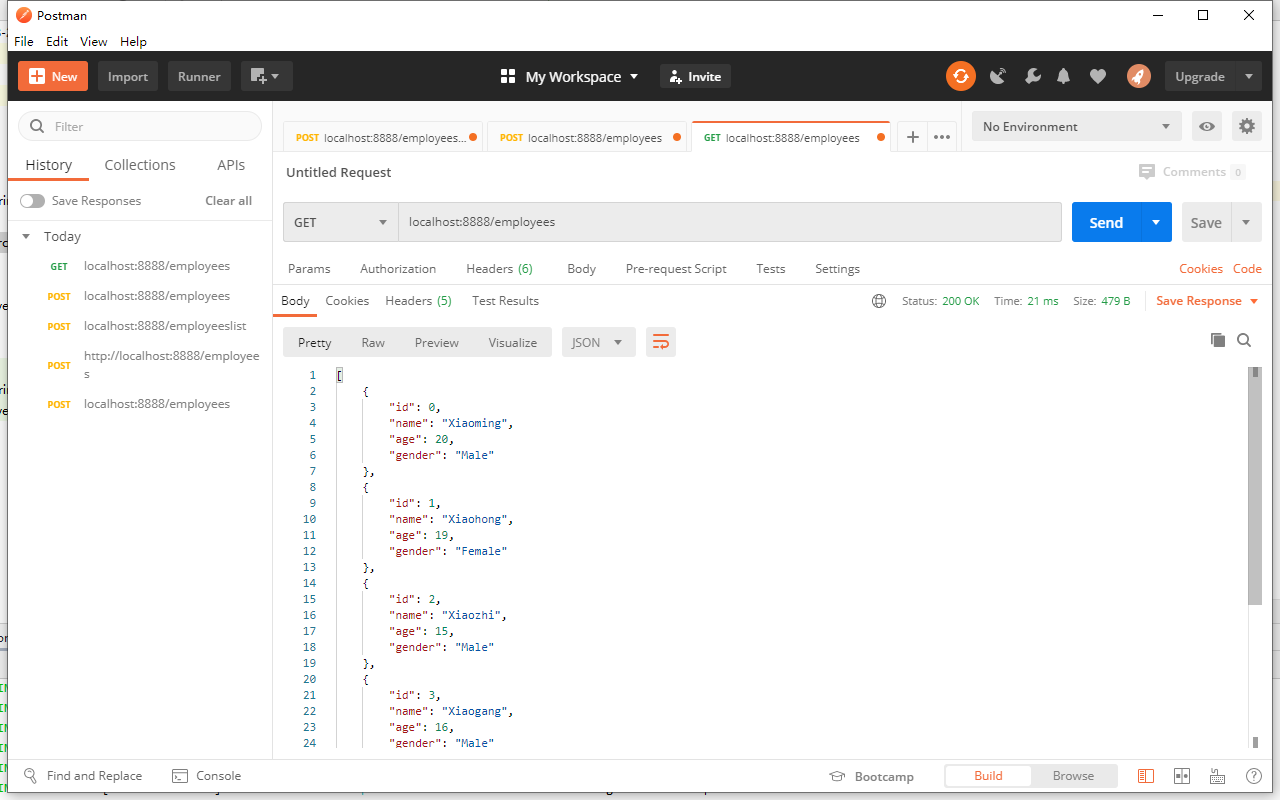 Postman
File Edit View Help
New Import Runner My Workspace Invite Upgrade
Filter
History Collections APIs
Save Responses Clear all
Today
GET localhost:8888/employees
POST localhost:8888/employees
POST localhost:8888/employeeslist
POST http://localhost:8888/employee
s
POST localhost:8888/employees
POST localhost:8888/employees... POST localhost:8888/employees GET localhost:8888/employees + ••• No Environment
Untitled Request Comments 0
GET localhost:8888/employees Send Save
Params Authorization Headers (6) Body Pre-request Script Tests Settings Cookies Code
Body Cookies Headers (5) Test Results Status: 200 OK Time: 21 ms Size: 479 B Save Response
Pretty Raw Preview Visualize JSON
1 [
2 {
3 "id": 0,
4 "name": "Xiaoming",
5 "age": 20,
6 "gender": "Male"
7 },
8 {
9 "id": 1,
10 "name": "Xiaohong",
11 "age": 19,
12 "gender": "Female"
13 },
14 {
15 "id": 2,
16 "name": "Xiaozhi",
17 "age": 15,
18 "gender": "Male"
19 },
20 {
21 "id": 3,
22 "name": "Xiaogang",
23 "age": 16,
24 "gender": "Male"
Find and Replace Console Bootcamp Build Browse